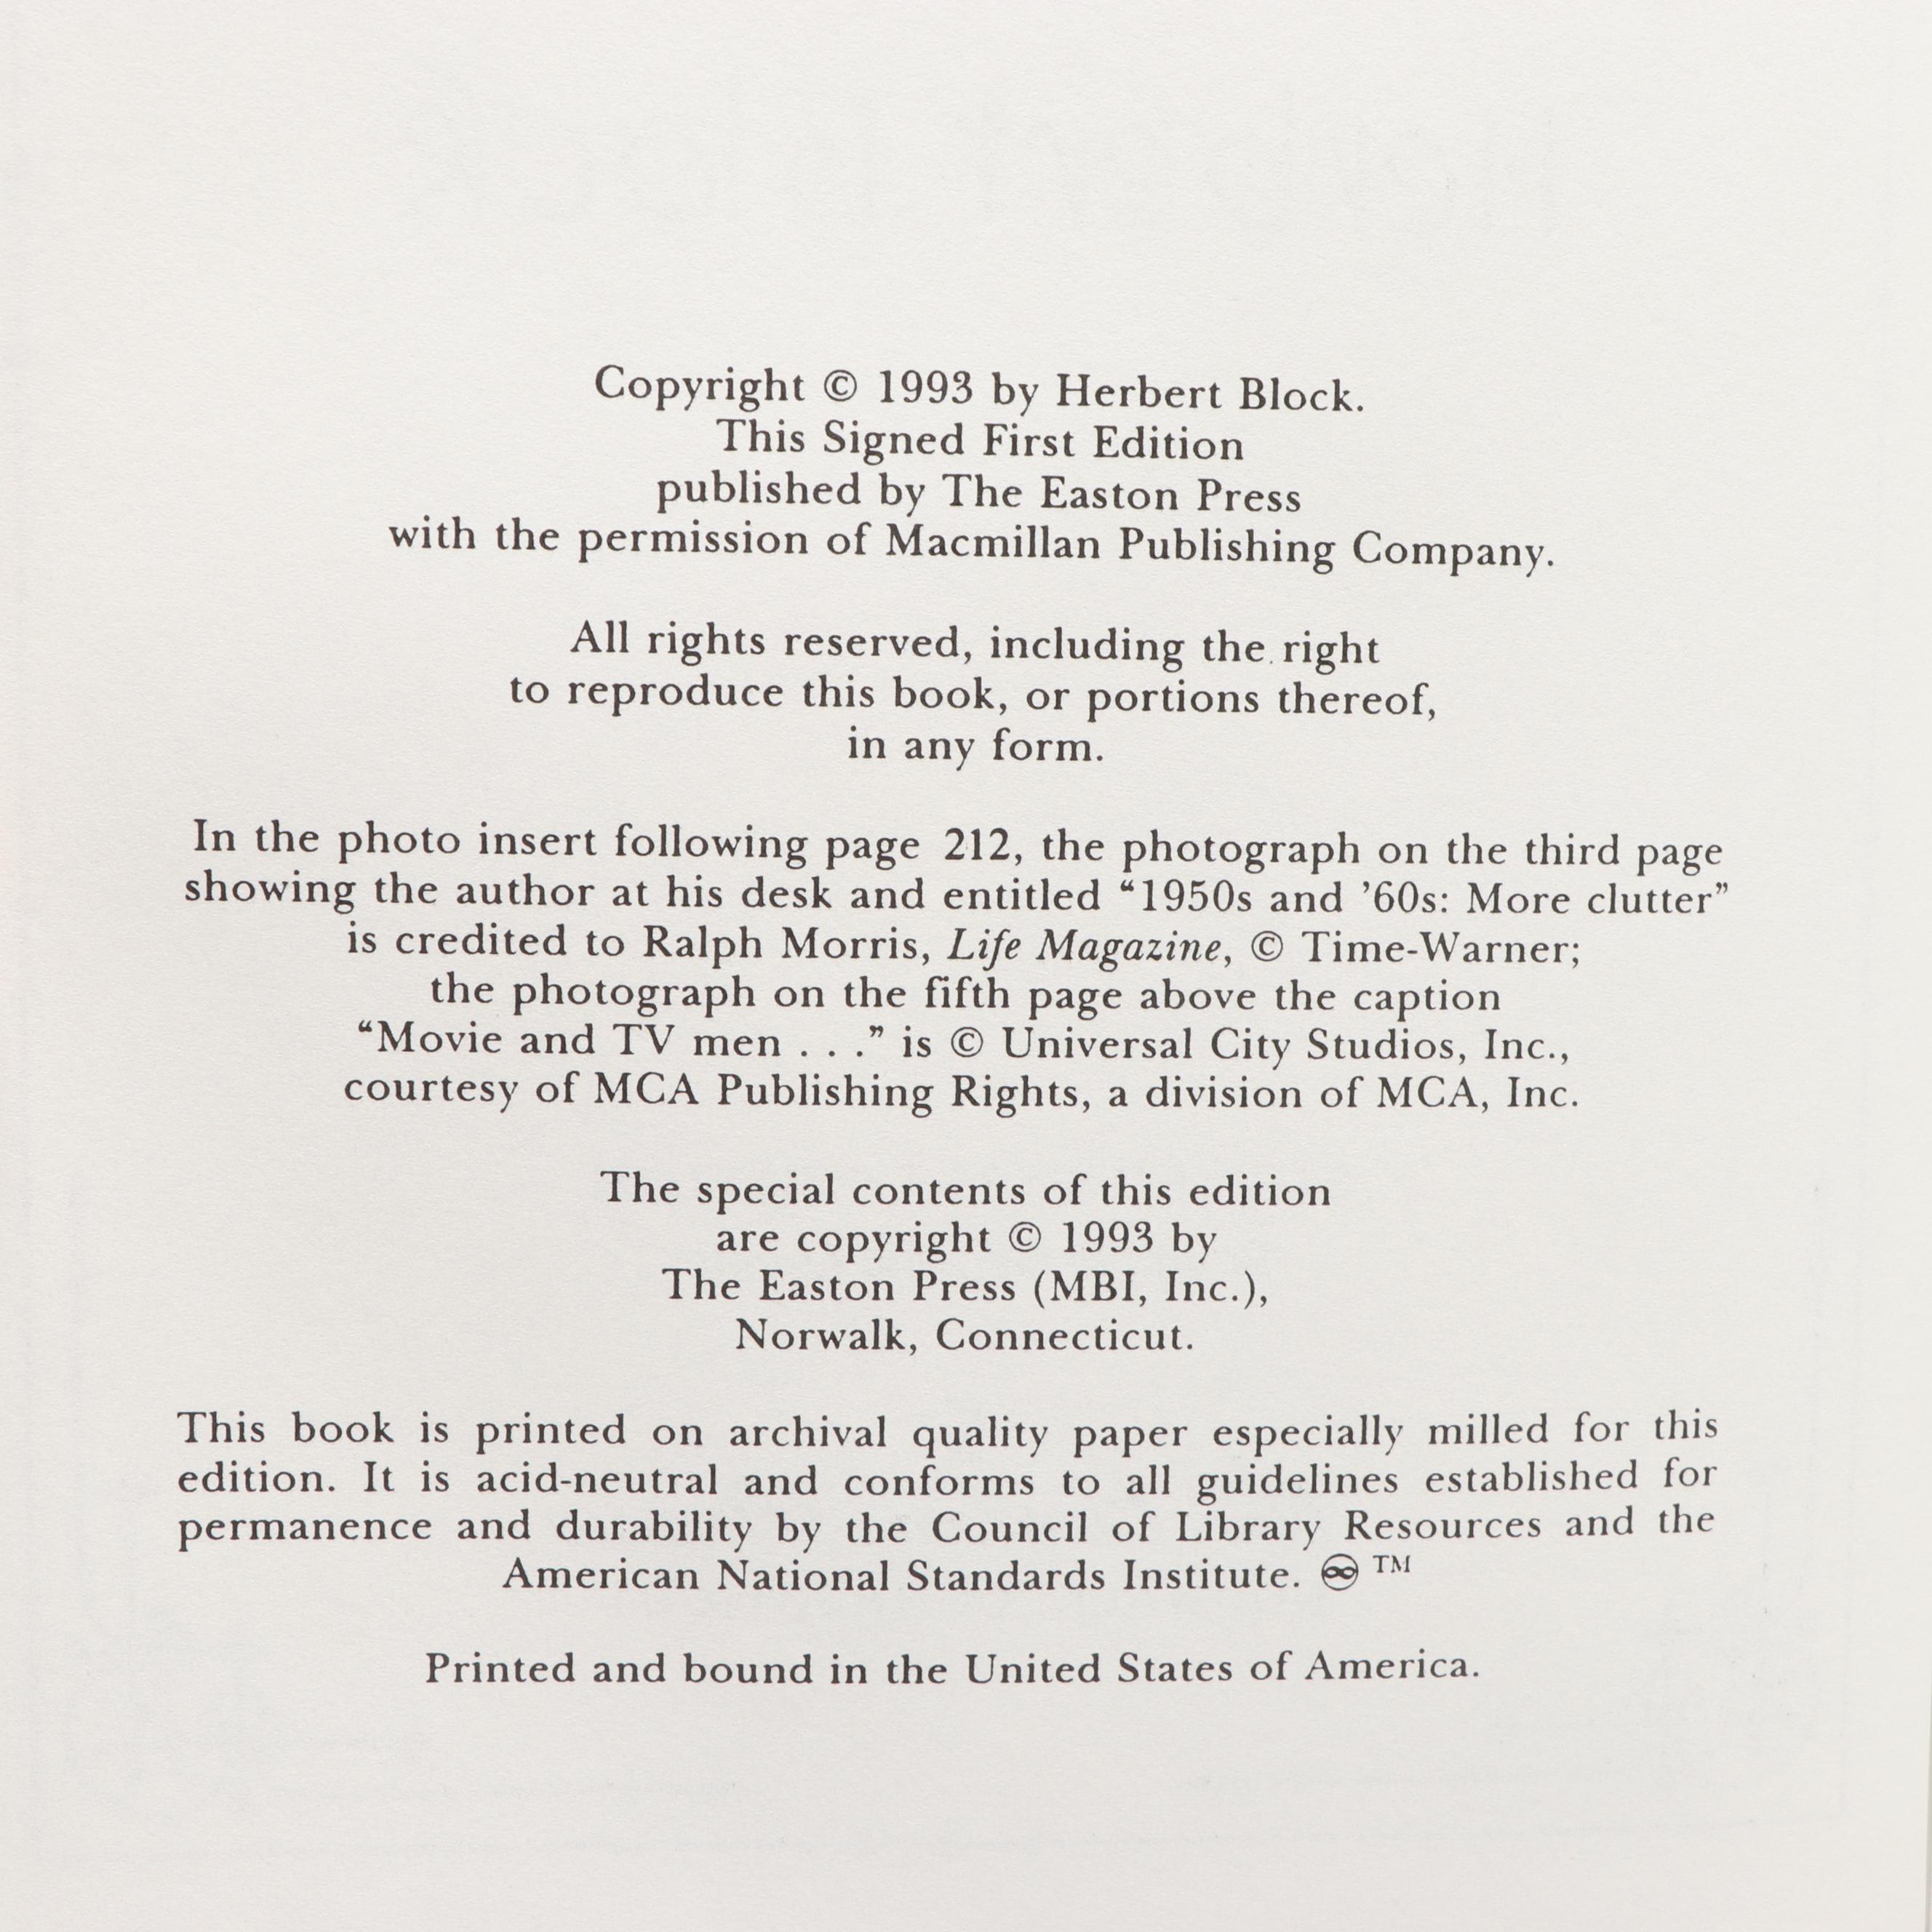 Copyright © 1993 by Herbert Block.
This Signed First Edition
published by The Easton Press
with the permission of Macmillan Publishing Company.
All rights reserved, including the right
to reproduce this book, or portions thereof,
in any form.
In the photo insert following page 212, the photograph on the third page
showing the author at his desk and entitled “1950s and ’60s: More clutter”
is credited to Ralph Morris, Life Magazine, © Time-Warner;
the photograph on the fifth page above the caption
“Movie and TV men . . .” is © Universal City Studios, Inc.,
courtesy of MCA Publishing Rights, a division of MCA, Inc.
The special contents of this edition
are copyright © 1993 by
The Easton Press (MBI, Inc.),
Norwalk, Connecticut.
This book is printed on archival quality paper especially milled for this
edition. It is acid-neutral and conforms to all guidelines established for
permanence and durability by the Council of Library Resources and the
American National Standards Institute. ♾ ™
Printed and bound in the United States of America.